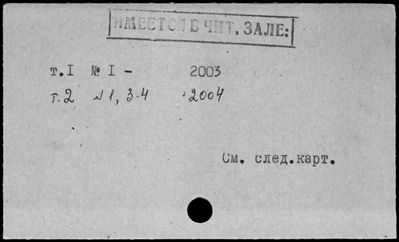 ИМЕЕТСЯ В ЧИТ. ЗАЛЕ:
т.I № I - 2003
т.2 №1, 3-4 2004
См. след.карт.